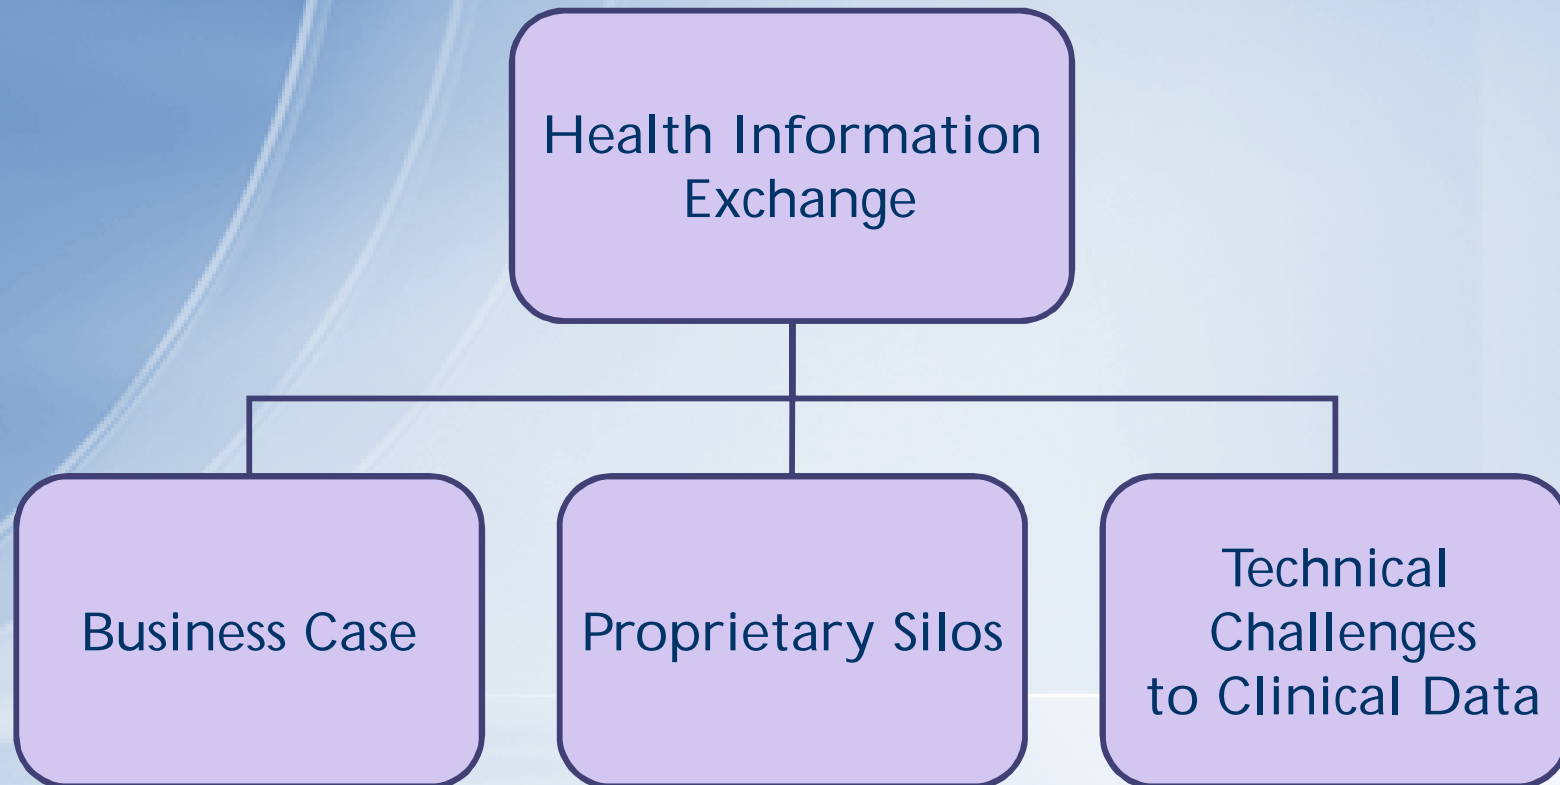 Health Information
Exchange
Business Case
Proprietary Silos
Technical
Challenges
to Clinical Data